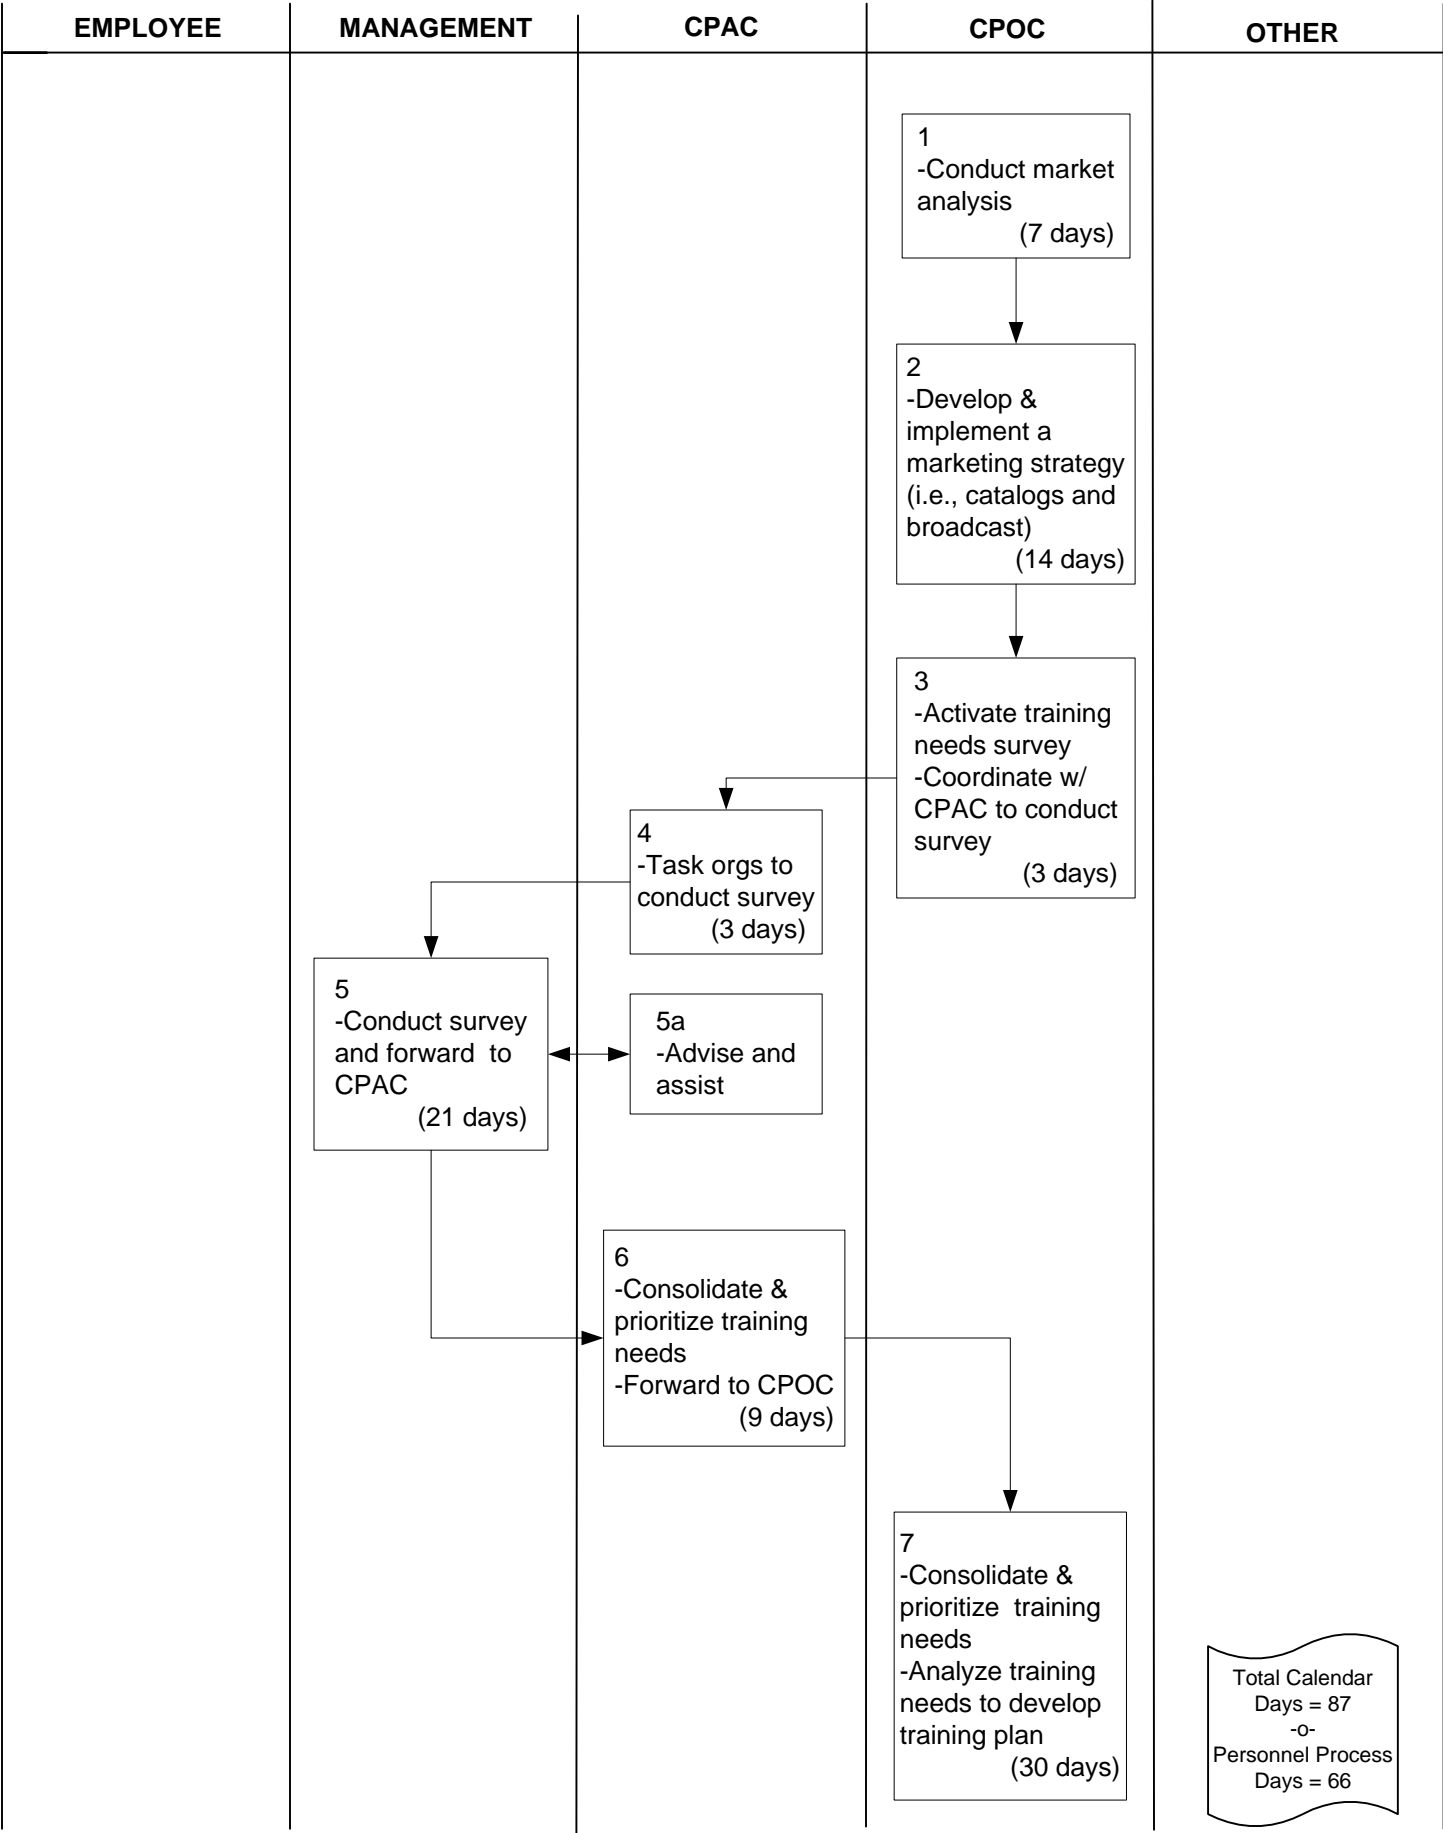 EMPLOYEE
MANAGEMENT
CPAC
CPOC
OTHER
1
-Conduct market
analysis
(7 days)
2
-Develop &
implement a
marketing strategy
(i.e., catalogs and
broadcast)
(14 days)
3
-Activate training
needs survey
-Coordinate w/
CPAC to conduct
survey
(3 days)
4
-Task orgs to
conduct survey
(3 days)
5
-Conduct survey
and forward to
CPAC
(21 days)
5a
-Advise and
assist
6
-Consolidate &
prioritize training
needs
-Forward to CPOC
(9 days)
7
-Consolidate &
prioritize training
needs
-Analyze training
needs to develop
training plan
(30 days)
Total Calendar
Days = 87
-o-
Personnel Process
Days = 66